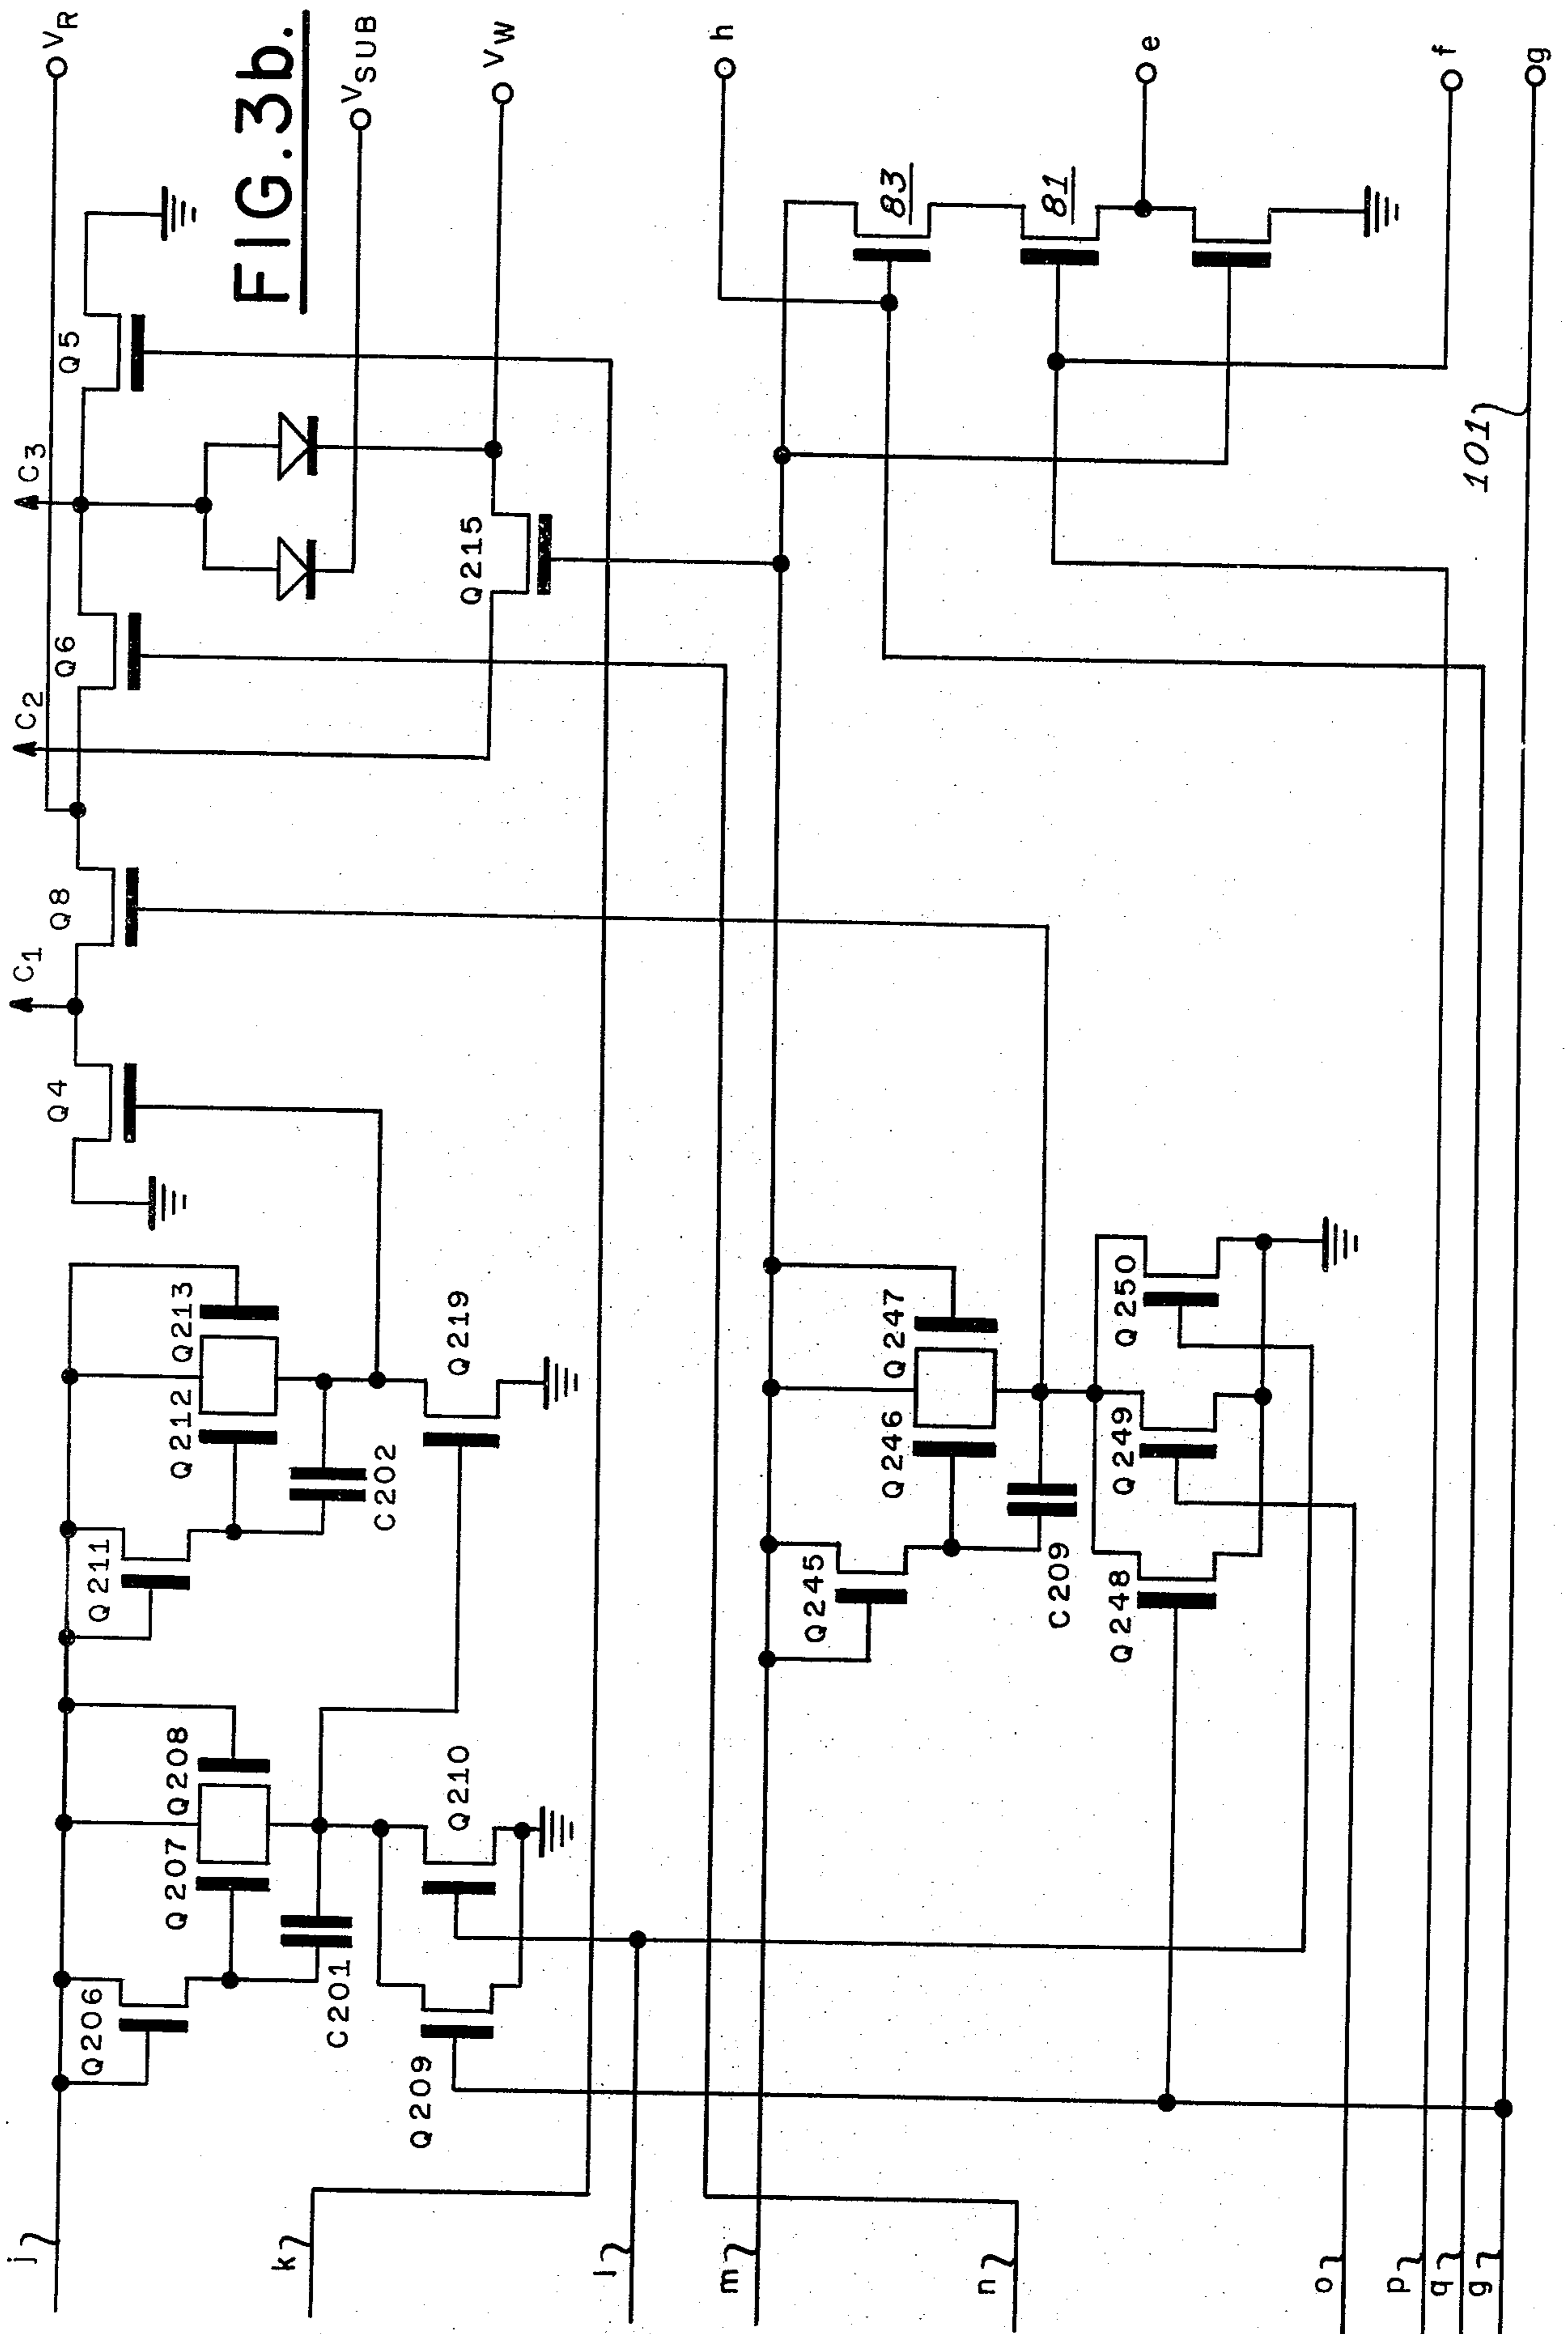 FIG.3b.
VR
VSUB
VW
h
e
f
g
C1
C2
C3
Q4
Q8
Q6
Q5
Q215
83
81
101
Q206
Q207
Q208
C201
Q209
Q210
Q211
Q212
Q213
C202
Q219
Q245
Q246
Q247
C209
Q248
Q249
Q250
j
k
l
m
n
o
p
q
g